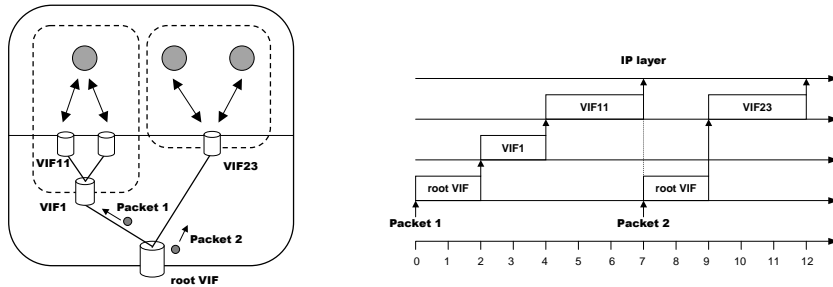 VIF11
VIF23
VIF1
Packet 1
Packet 2
root VIF
IP layer
VIF11
VIF23
VIF1
root VIF
root VIF
Packet 1
Packet 2
0 1 2 3 4 5 6 7 8 9 10 11 12